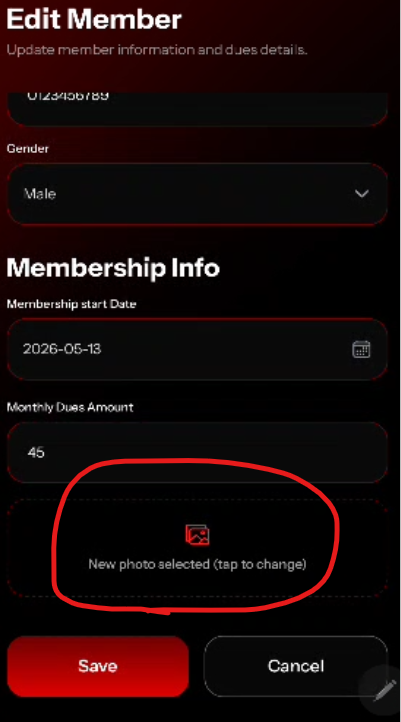 Edit Member
Update member information and dues details.
0123456789
Gender
Male
Membership Info
Membership start Date
2026-05-13
Monthly Dues Amount
45
New photo selected (tap to change)
Save
Cancel